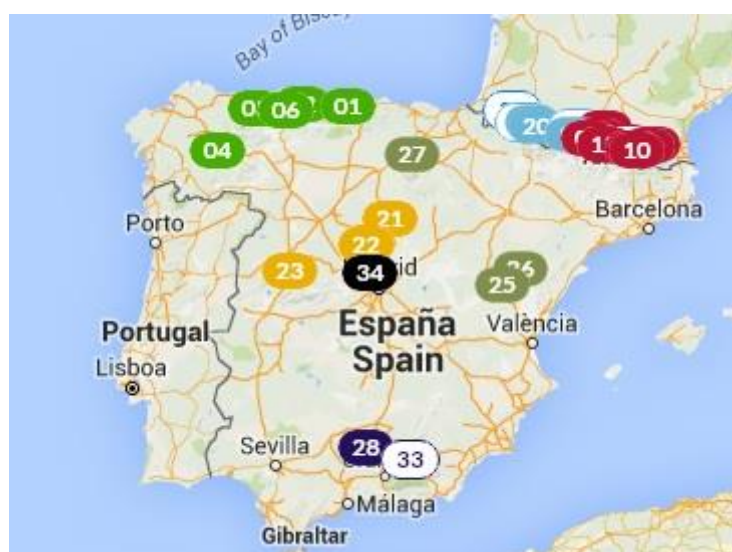 Bay of Biscay
01
06
20
04
27
10
21
Porto
Barcelona
22
23
34
25
España
Spain
València
Portugal
Lisboa
28
33
Sevilla
Málaga
Gibraltar